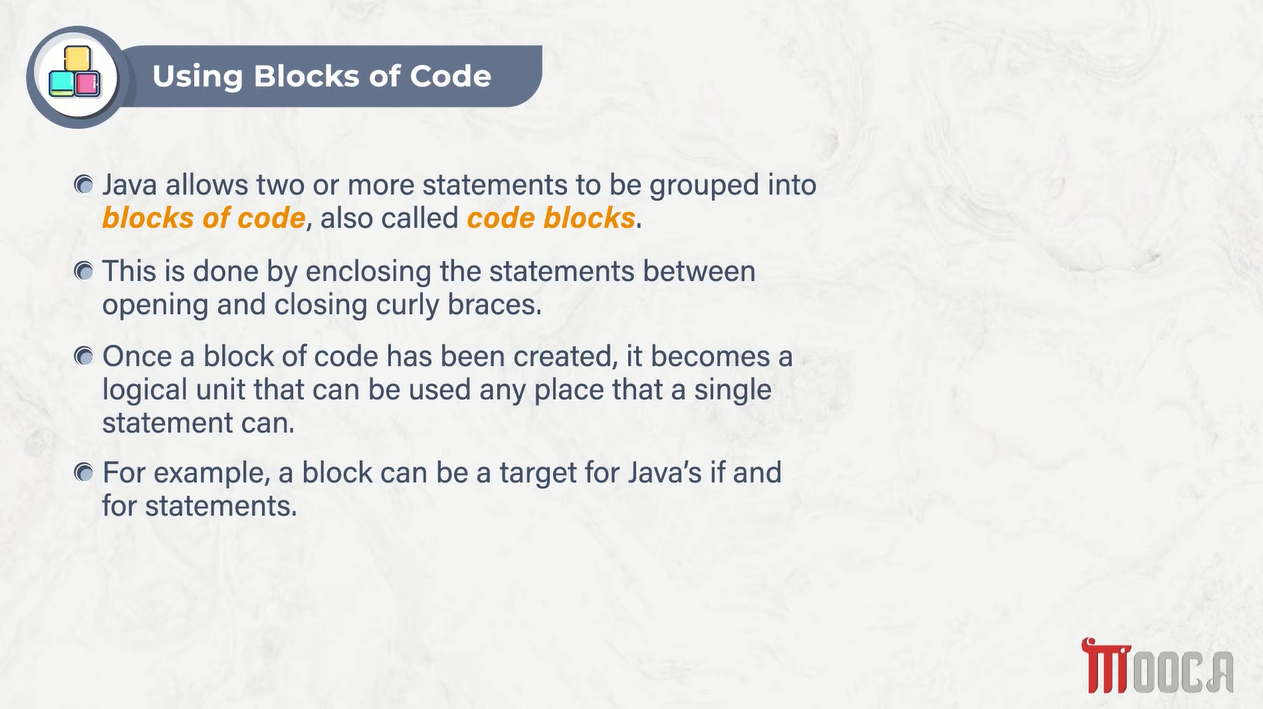 Using Blocks of Code
Java allows two or more statements to be grouped into
blocks of code, also called code blocks.
This is done by enclosing the statements between
opening and closing curly braces.
Once a block of code has been created, it becomes a
logical unit that can be used any place that a single
statement can.
For example, a block can be a target for Java’s if and
for statements.
MOOCA